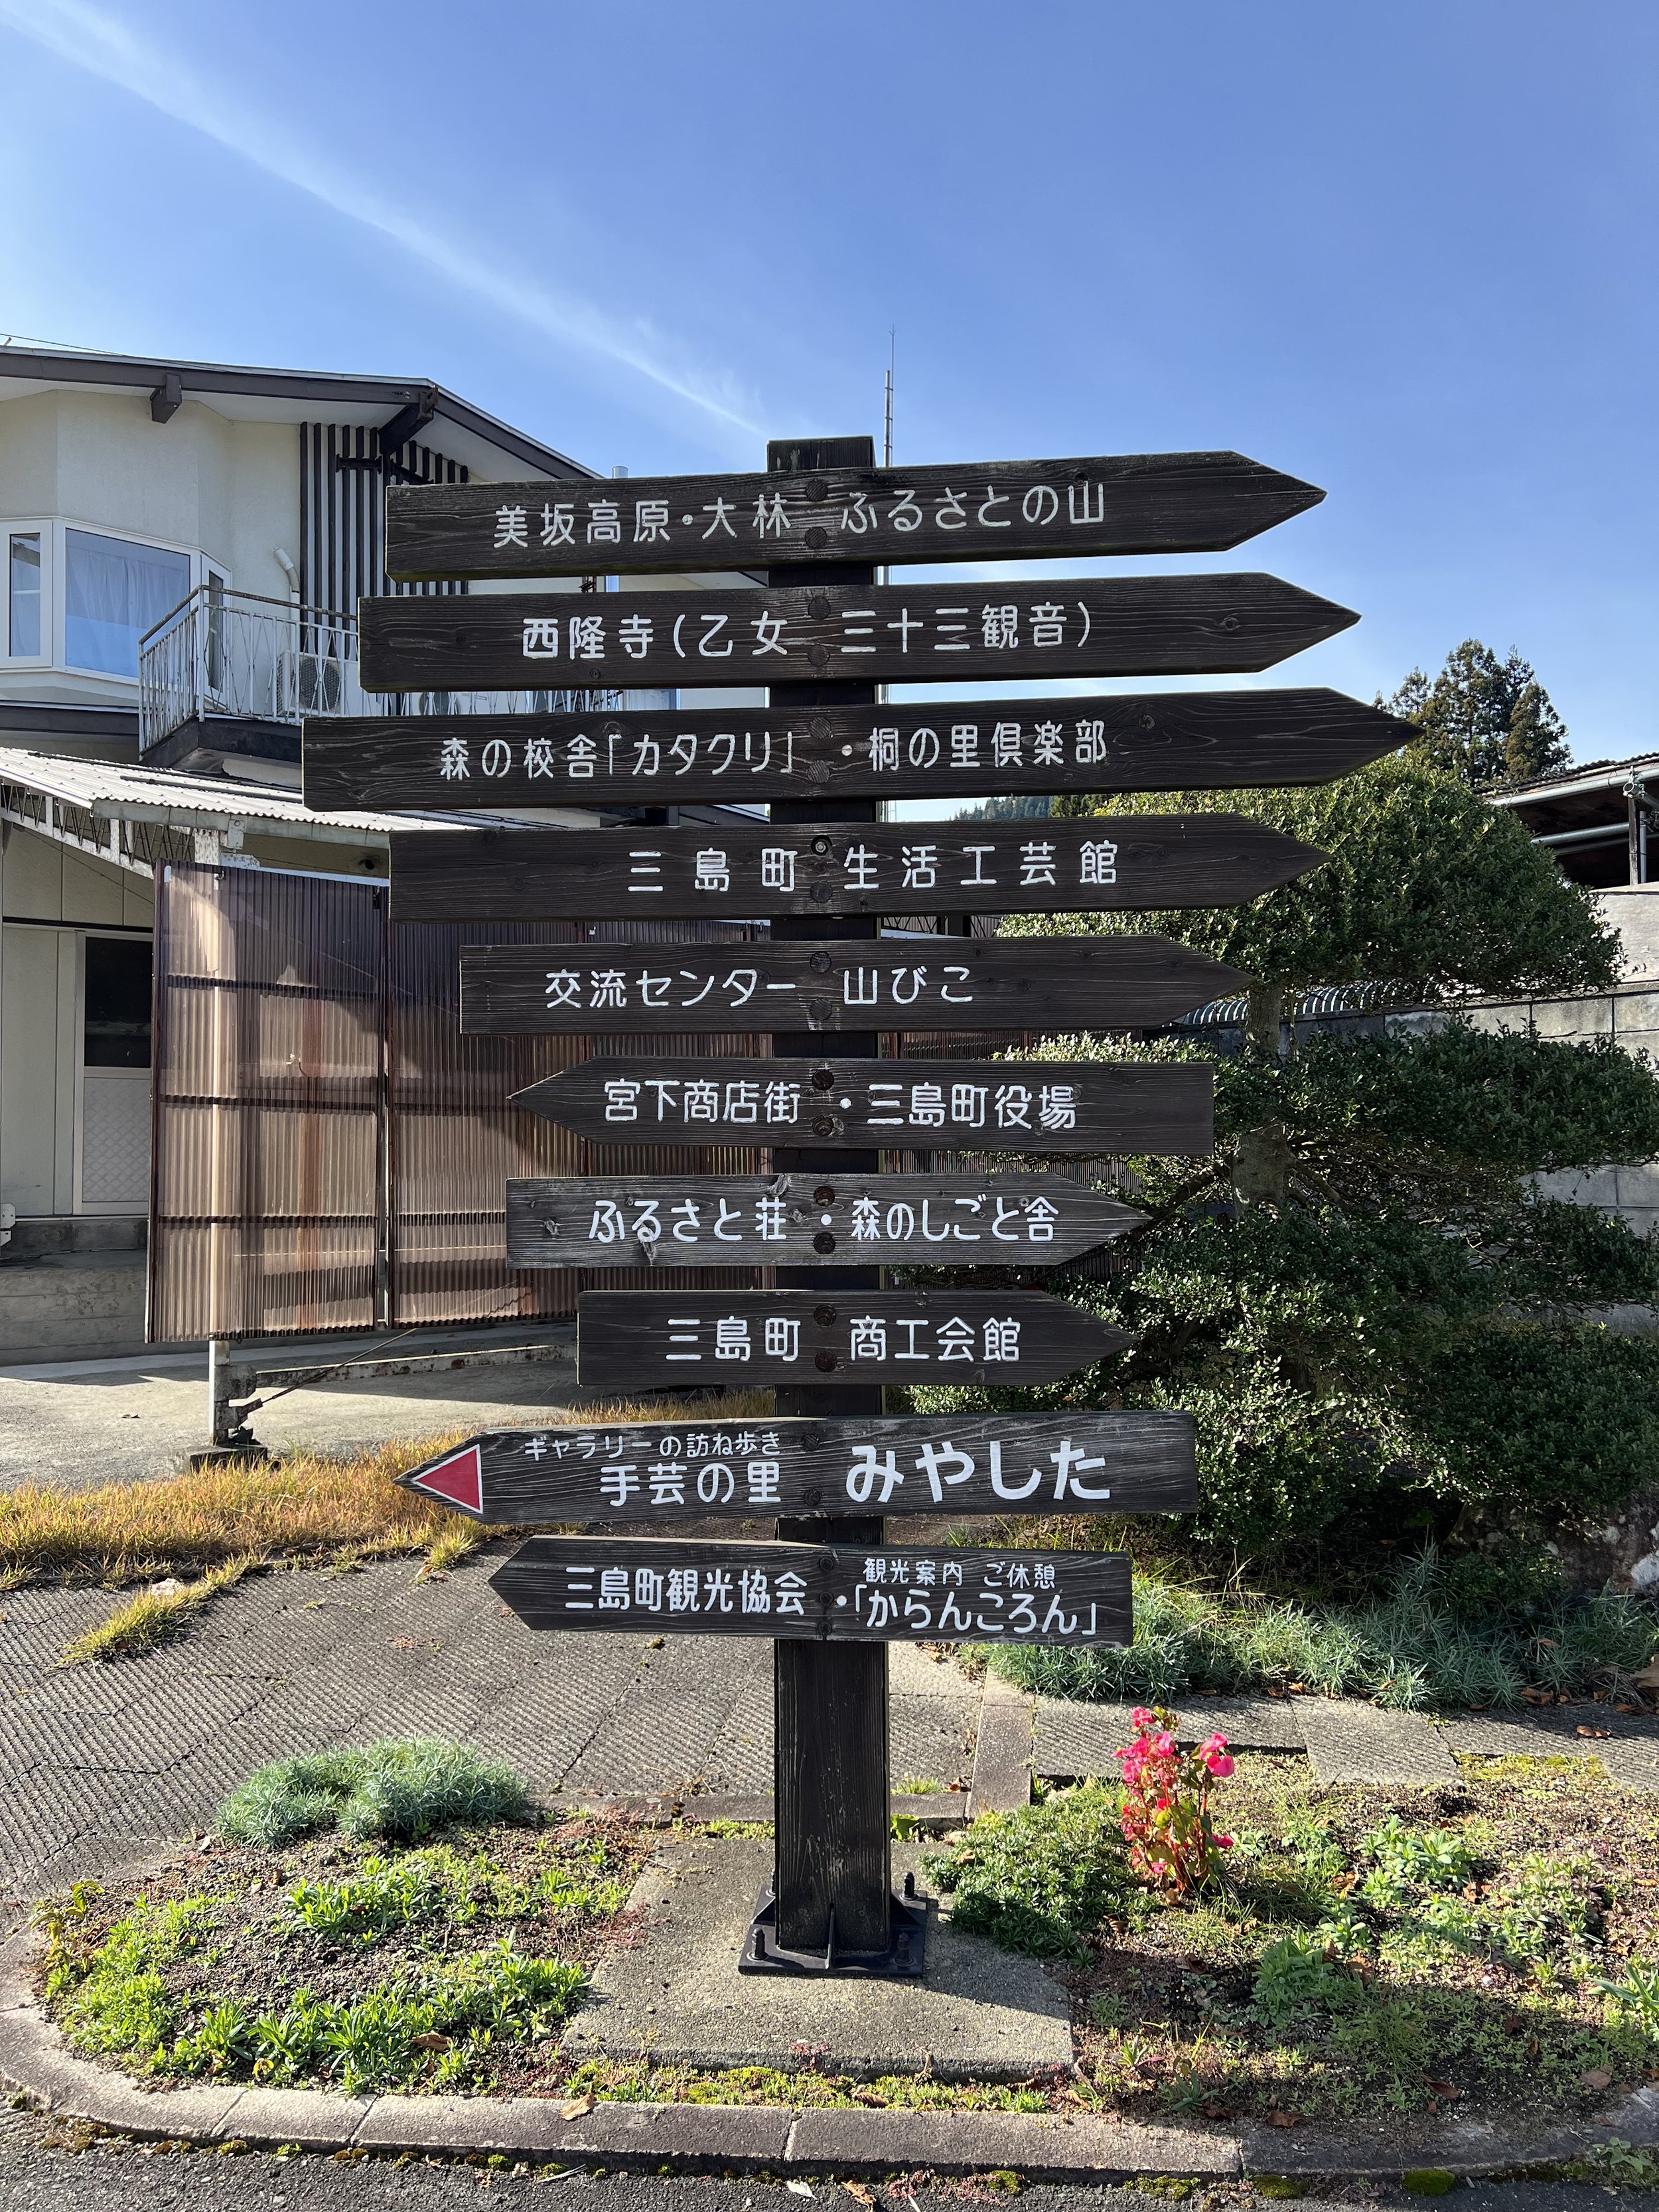 美坂高原・大林 ふるさとの山
西隆寺(乙女 三十三観音)
森の校舎「カタクリ」・桐の里倶楽部
三島町 生活工芸館
交流センター 山びこ
宮下商店街・三島町役場
ふるさと荘・森のしごと舎
三島町 商工会館
ギャラリーの訪ね歩き
手芸の里 みやした
観光案内 ご休憩
三島町観光協会・「からんころん」